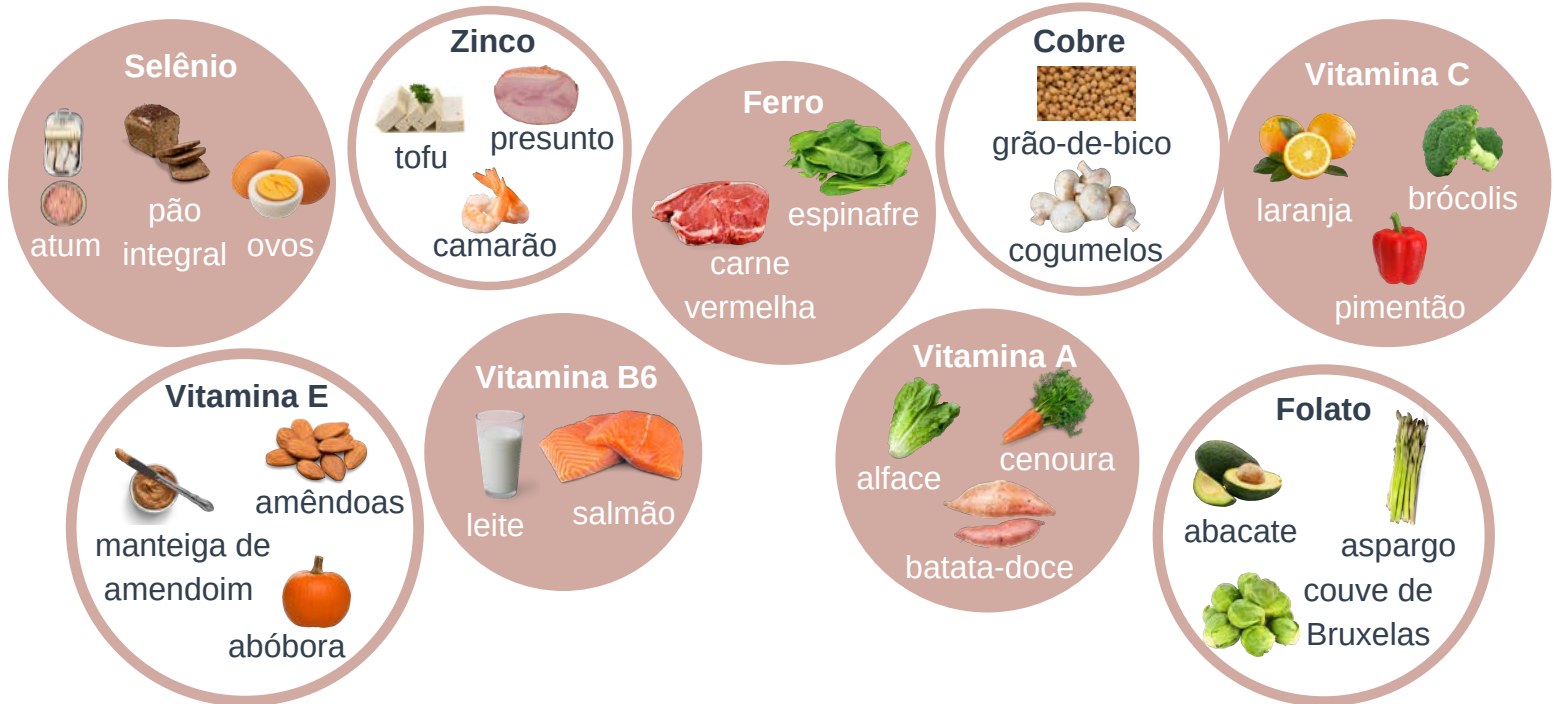 Selênio
atum
pão
integral
ovos
Zinco
tofu
presunto
camarão
Ferro
espinafre
carne
vermelha
Cobre
grão-de-bico
cogumelos
Vitamina C
laranja
brócolis
pimentão
Vitamina E
amêndoas
manteiga de
amendoim
abóbora
Vitamina B6
leite
salmão
Vitamina A
alface
cenoura
batata-doce
Folato
abacate
aspargo
couve de
Bruxelas